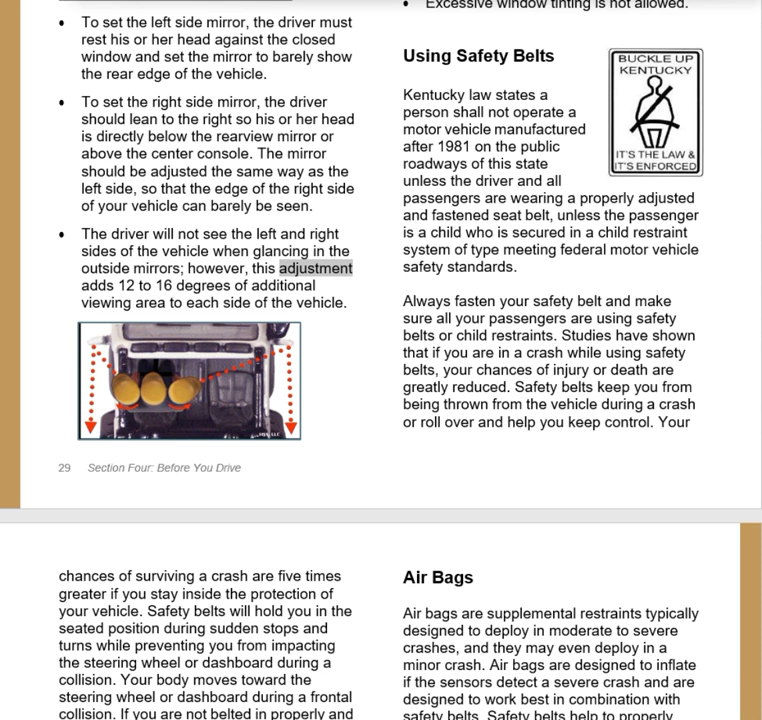 • To set the left side mirror, the driver must
rest his or her head against the closed
window and set the mirror to barely show
the rear edge of the vehicle.
• To set the right side mirror, the driver
should lean to the right so his or her head
is directly below the rearview mirror or
above the center console. The mirror
should be adjusted the same way as the
left side, so that the edge of the right side
of your vehicle can barely be seen.
• The driver will not see the left and right
sides of the vehicle when glancing in the
outside mirrors; however, this adjustment
adds 12 to 16 degrees of additional
viewing area to each side of the vehicle.
29 Section Four: Before You Drive
• Excessive window tinting is not allowed.
Using Safety Belts
BUCKLE UP
KENTUCKY
IT'S THE LAW &
IT'S ENFORCED
Kentucky law states a
person shall not operate a
motor vehicle manufactured
after 1981 on the public
roadways of this state
unless the driver and all
passengers are wearing a properly adjusted
and fastened seat belt, unless the passenger
is a child who is secured in a child restraint
system of type meeting federal motor vehicle
safety standards.
Always fasten your safety belt and make
sure all your passengers are using safety
belts or child restraints. Studies have shown
that if you are in a crash while using safety
belts, your chances of injury or death are
greatly reduced. Safety belts keep you from
being thrown from the vehicle during a crash
or roll over and help you keep control. Your
chances of surviving a crash are five times
greater if you stay inside the protection of
your vehicle. Safety belts will hold you in the
seated position during sudden stops and
turns while preventing you from impacting
the steering wheel or dashboard during a
collision. Your body moves toward the
steering wheel or dashboard during a frontal
collision. If you are not belted in properly and
Air Bags
Air bags are supplemental restraints typically
designed to deploy in moderate to severe
crashes, and they may even deploy in a
minor crash. Air bags are designed to inflate
if the sensors detect a severe crash and are
designed to work best in combination with
safety belts. Safety belts help to properly